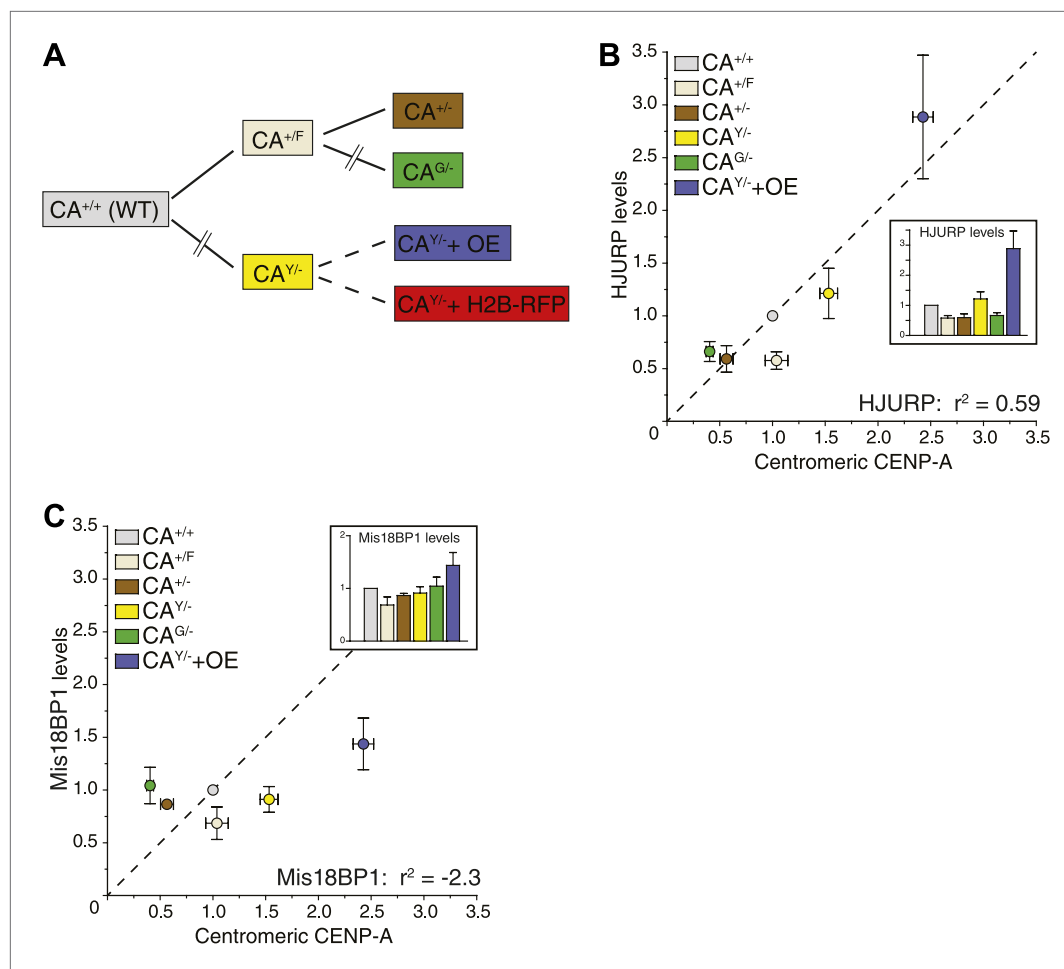 A
CA+/+ (WT)
CA+/F
CAY/-
CA+/-
CAG/-
CAY/-+ OE
CAY/-+ H2B-RFP
B
3.5
3.0
2.5
2.0
1.5
1.0
0.5
0
0.5 1.0 1.5 2.0 2.5 3.0 3.5
HJURP levels
Centromeric CENP-A
CA+/+
CA+/F
CA+/-
CAY/-
CAG/-
CAY/-+OE
HJURP levels
3
2
1
0
HJURP: r2 = 0.59
C
3.5
3.0
2.5
2.0
1.5
1.0
0.5
0
0.5 1.0 1.5 2.0 2.5 3.0 3.5
Mis18BP1 levels
Centromeric CENP-A
CA+/+
CA+/F
CA+/-
CAY/-
CAG/-
CAY/-+OE
Mis18BP1 levels
2
1
0
Mis18BP1: r2 = -2.3